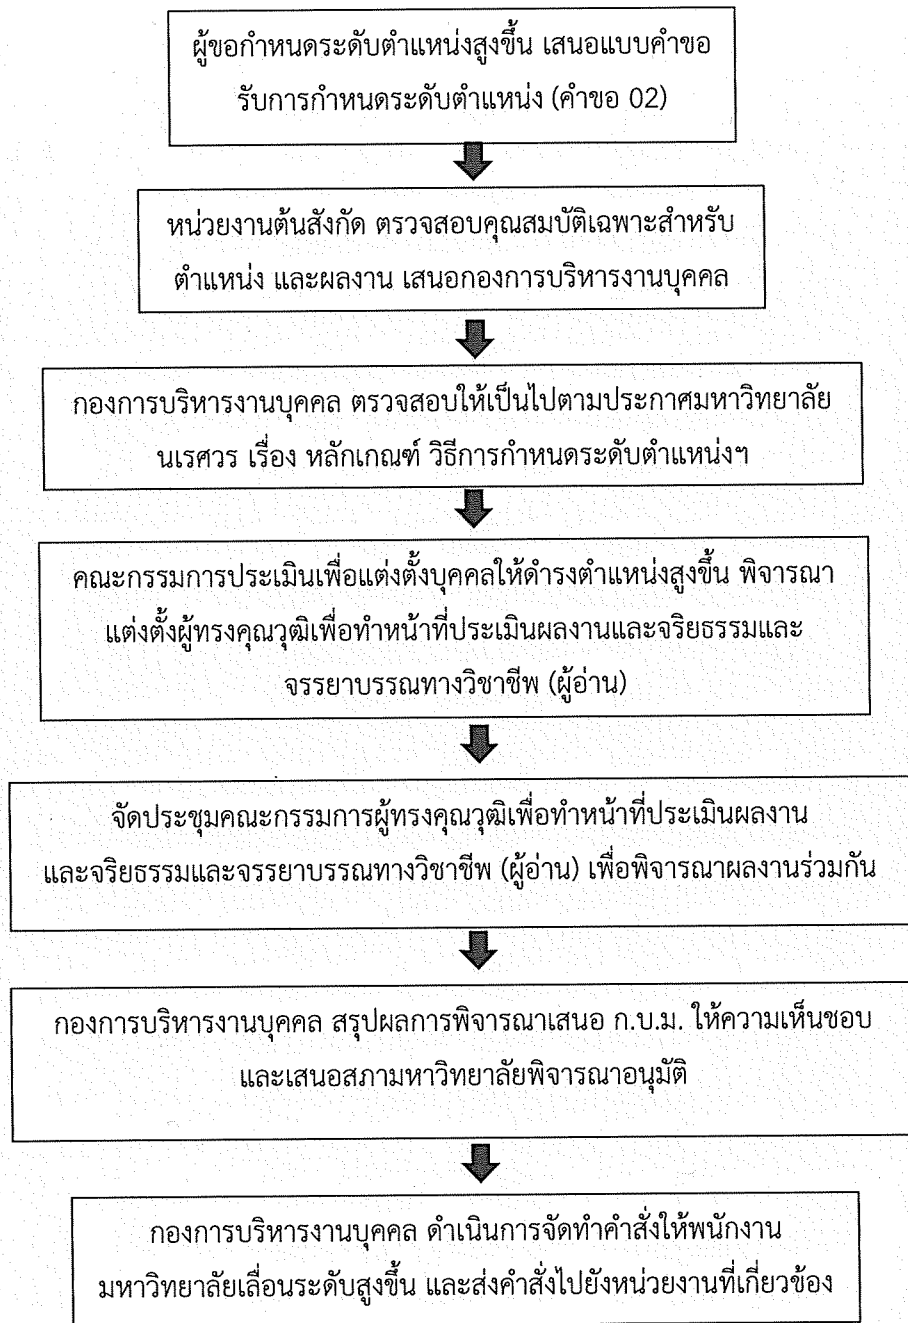 ผู้ขอกำหนดระดับตำแหน่งสูงขึ้น เสนอแบบคำขอ
รับการกำหนดระดับตำแหน่ง (คำขอ 02)
หน่วยงานต้นสังกัด ตรวจสอบคุณสมบัติเฉพาะสำหรับ
ตำแหน่ง และผลงาน เสนอกองการบริหารงานบุคคล
กองการบริหารงานบุคคล ตรวจสอบให้เป็นไปตามประกาศมหาวิทยาลัย
นเรศวร เรื่อง หลักเกณฑ์ วิธีการกำหนดระดับตำแหน่งฯ
คณะกรรมการประเมินเพื่อแต่งตั้งบุคคลให้ดำรงตำแหน่งสูงขึ้น พิจารณา
แต่งตั้งผู้ทรงคุณวุฒิเพื่อทำหน้าที่ประเมินผลงานและจริยธรรมและ
จรรยาบรรณทางวิชาชีพ (ผู้อ่าน)
จัดประชุมคณะกรรมการผู้ทรงคุณวุฒิเพื่อทำหน้าที่ประเมินผลงาน
และจริยธรรมและจรรยาบรรณทางวิชาชีพ (ผู้อ่าน) เพื่อพิจารณาผลงานร่วมกัน
กองการบริหารงานบุคคล สรุปผลการพิจารณาเสนอ ก.บ.ม. ให้ความเห็นชอบ
และเสนอสภามหาวิทยาลัยพิจารณาอนุมัติ
กองการบริหารงานบุคคล ดำเนินการจัดทำคำสั่งให้พนักงาน
มหาวิทยาลัยเลื่อนระดับสูงขึ้น และส่งคำสั่งไปยังหน่วยงานที่เกี่ยวข้อง